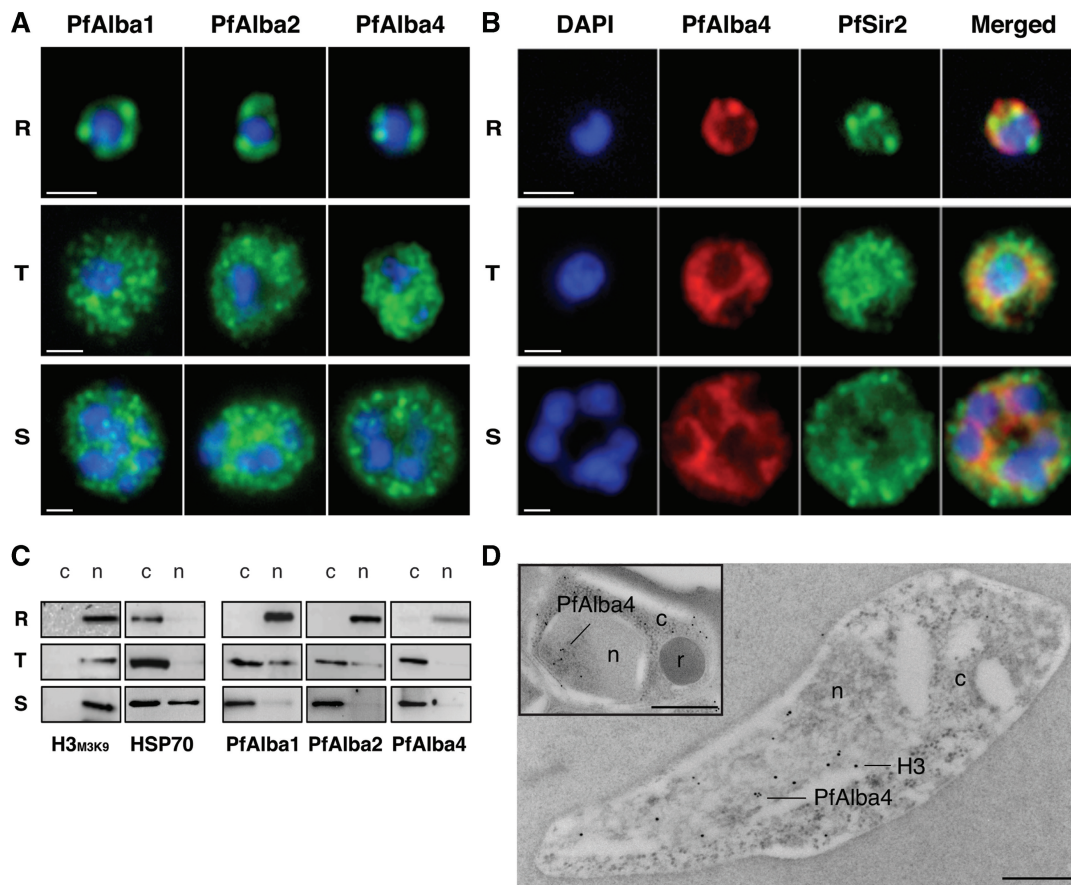 A PfAlba1 PfAlba2 PfAlba4
R
T
S
B DAPI PfAlba4 PfSir2 Merged
R
T
S
C
c n c n c n c n c n
R
T
S
H3M3K9 HSP70 PfAlba1 PfAlba2 PfAlba4
D
PfAlba4
c
n
r
n
c
H3
PfAlba4